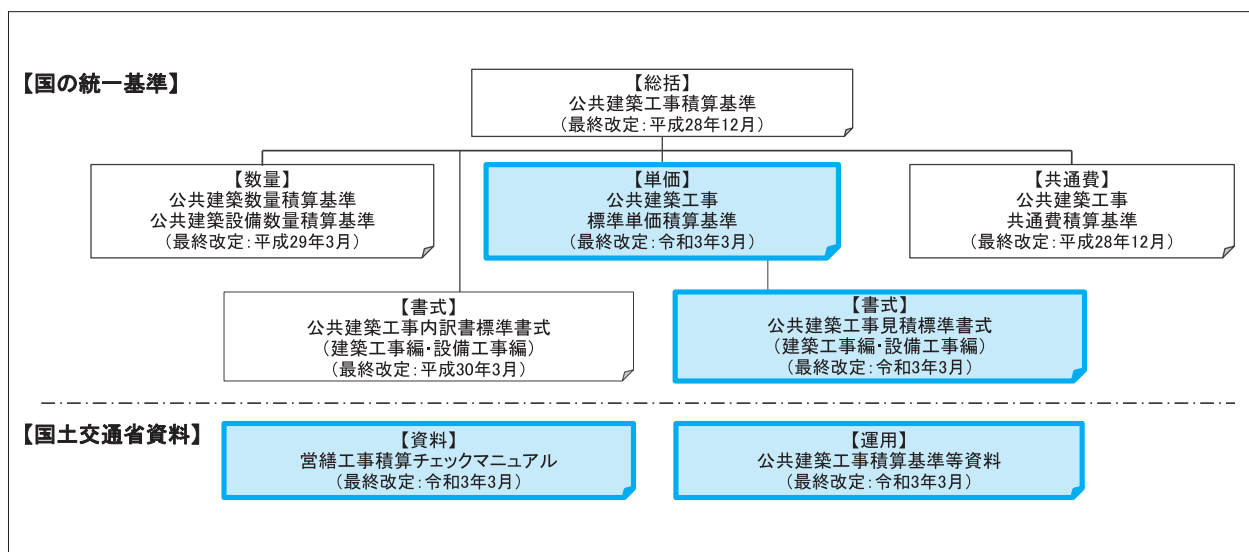 【国の統一基準】
【総括】
公共建築工事積算基準
(最終改定:平成28年12月)
【数量】
公共建築数量積算基準
公共建築設備数量積算基準
(最終改定:平成29年3月)
【単価】
公共建築工事
標準単価積算基準
(最終改定:令和3年3月)
【共通費】
公共建築工事
共通費積算基準
(最終改定:平成28年12月)
【書式】
公共建築工事内訳書標準書式
(建築工事編・設備工事編)
(最終改定:平成30年3月)
【書式】
公共建築工事見積標準書式
(建築工事編・設備工事編)
(最終改定:令和3年3月)
【国土交通省資料】
【資料】
営繕工事積算チェックマニュアル
(最終改定:令和3年3月)
【運用】
公共建築工事積算基準等資料
(最終改定:令和3年3月)